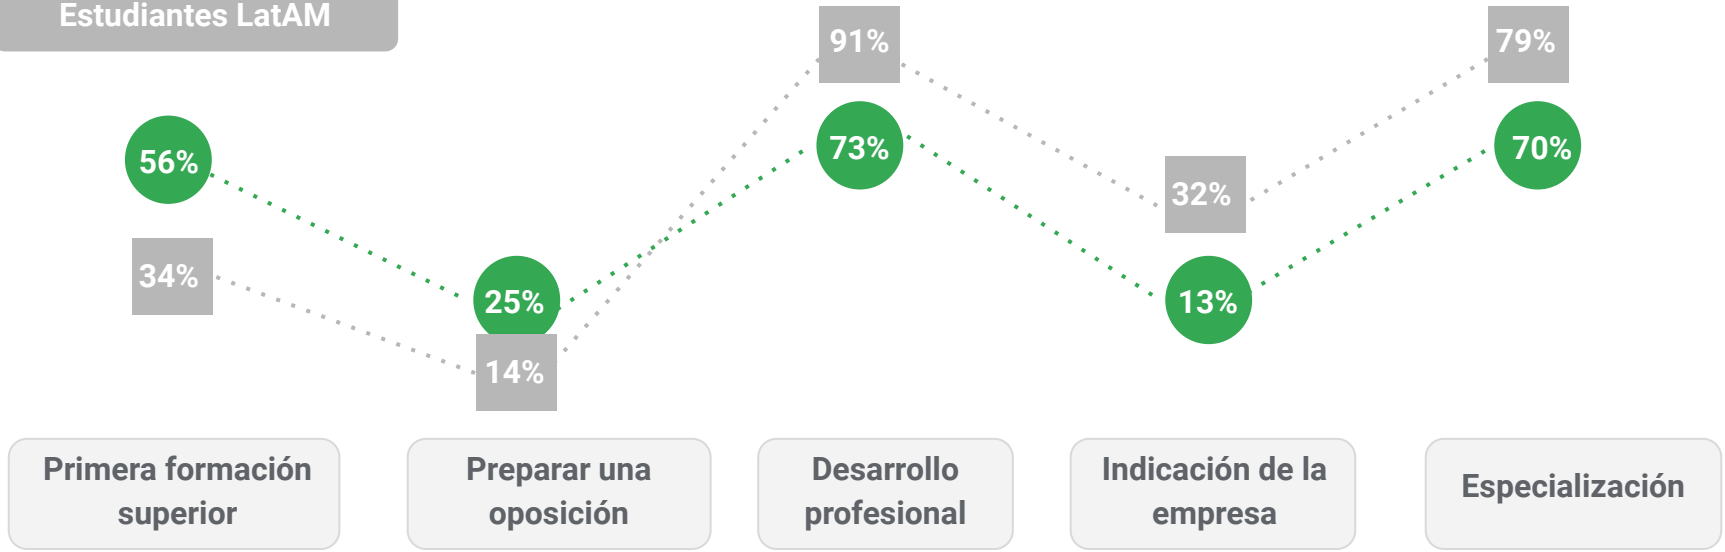 Estudiantes LatAM
91%
79%
56%
73%
70%
34%
32%
25%
13%
14%
Primera formación
superior
Preparar una
oposición
Desarrollo
profesional
Indicación de la
empresa
Especialización